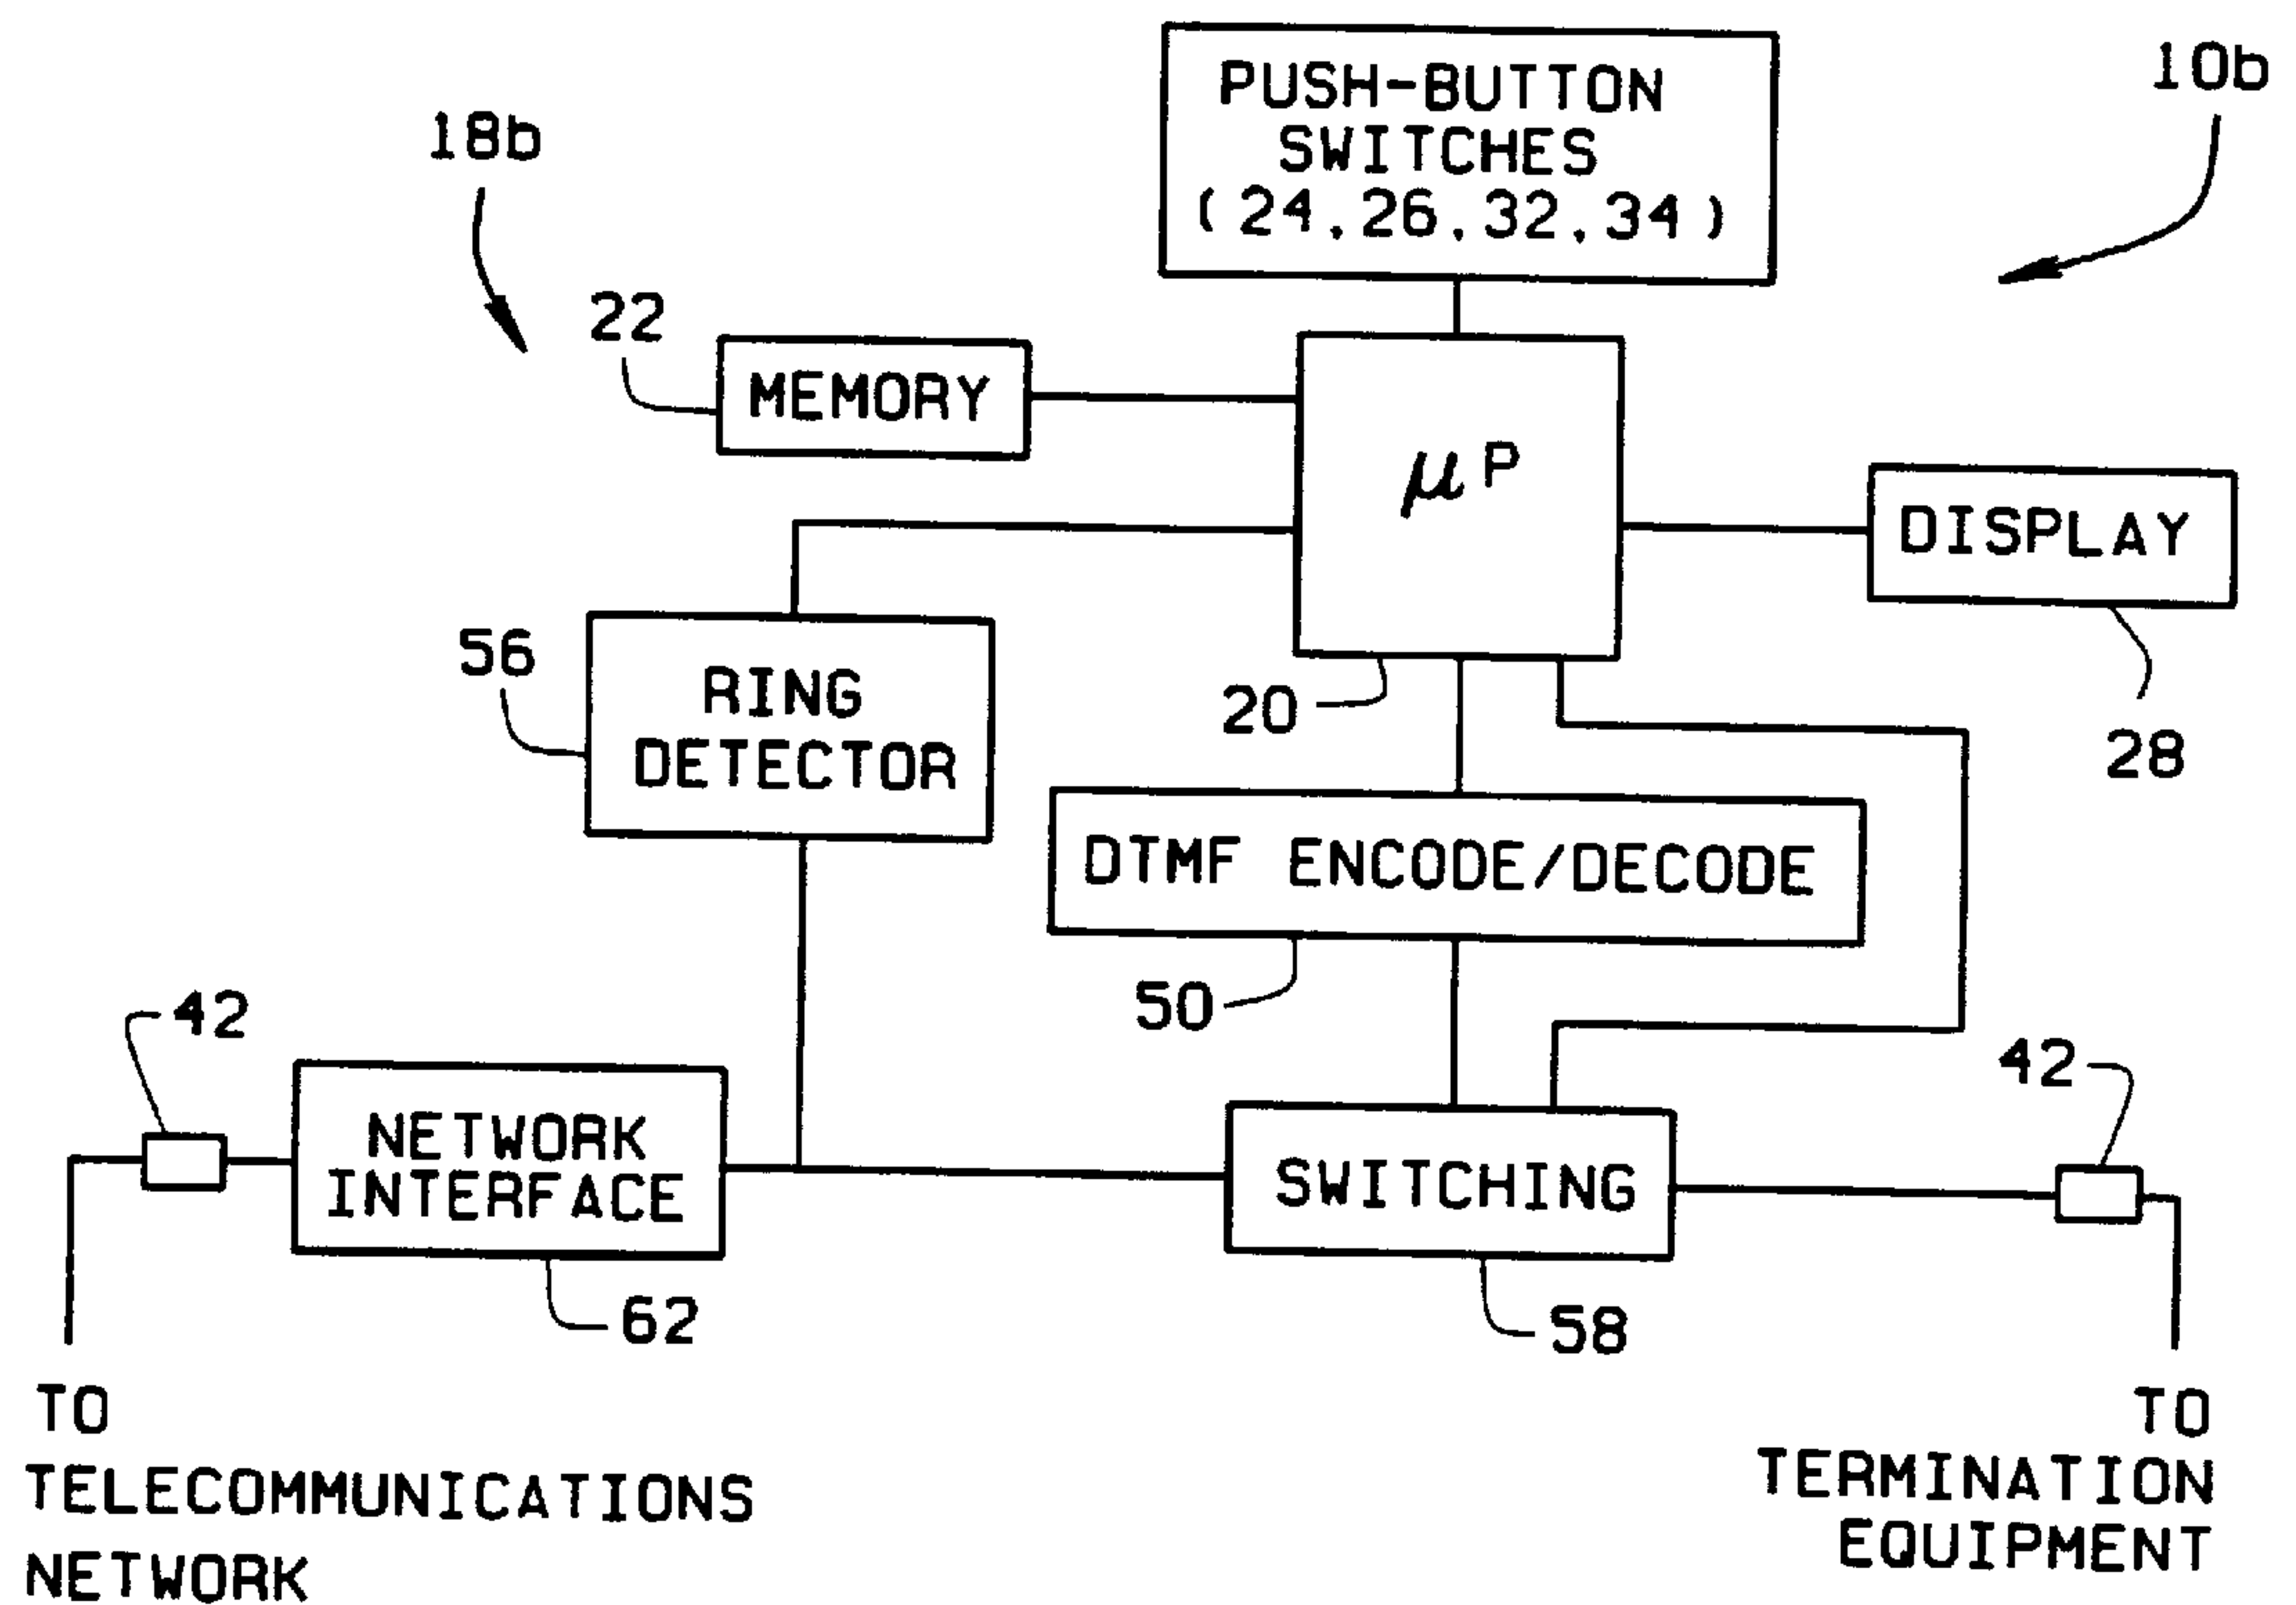 PUSH-BUTTON
SWITCHES
(24,26,32,34)
10b
18b
22
MEMORY
μP
DISPLAY
56
RING
DETECTOR
20
28
DTMF ENCODE/DECODE
50
42
42
NETWORK
INTERFACE
SWITCHING
62
58
TO
TELECOMMUNICATIONS
NETWORK
TO
TERMINATION
EQUIPMENT